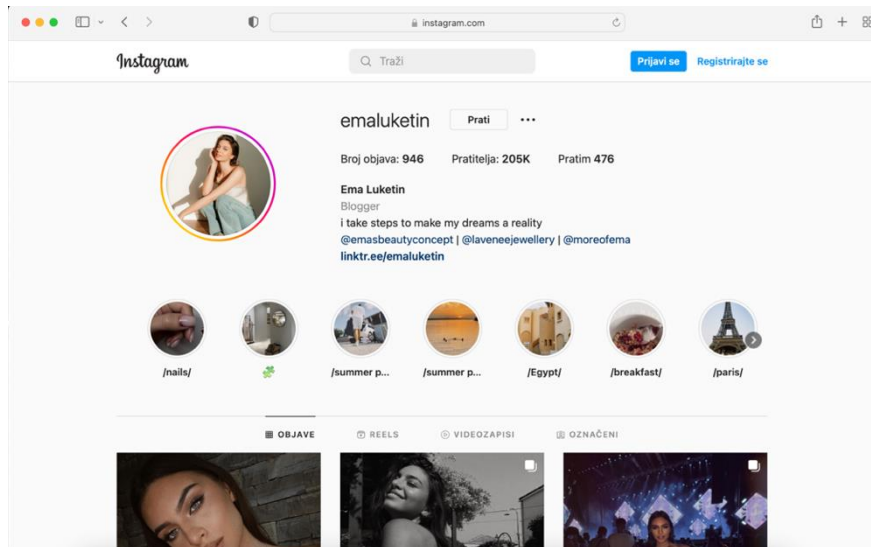 instagram.com
Instagram
Traži
Prijavi se
Registrirajte se
emaluketin
Prati
Broj objava: 946 Pratitelja: 205K Pratim 476
Ema Luketin
Blogger
i take steps to make my dreams a reality
@emasbeautyconcept | @laveneejewellery | @moreofema
linktr.ee/emaluketin
/nails/
/summer p...
/summer p...
/Egypt/
/breakfast/
/paris/
OBJAVE
REELS
VIDEOZAPISI
OZNAČENI